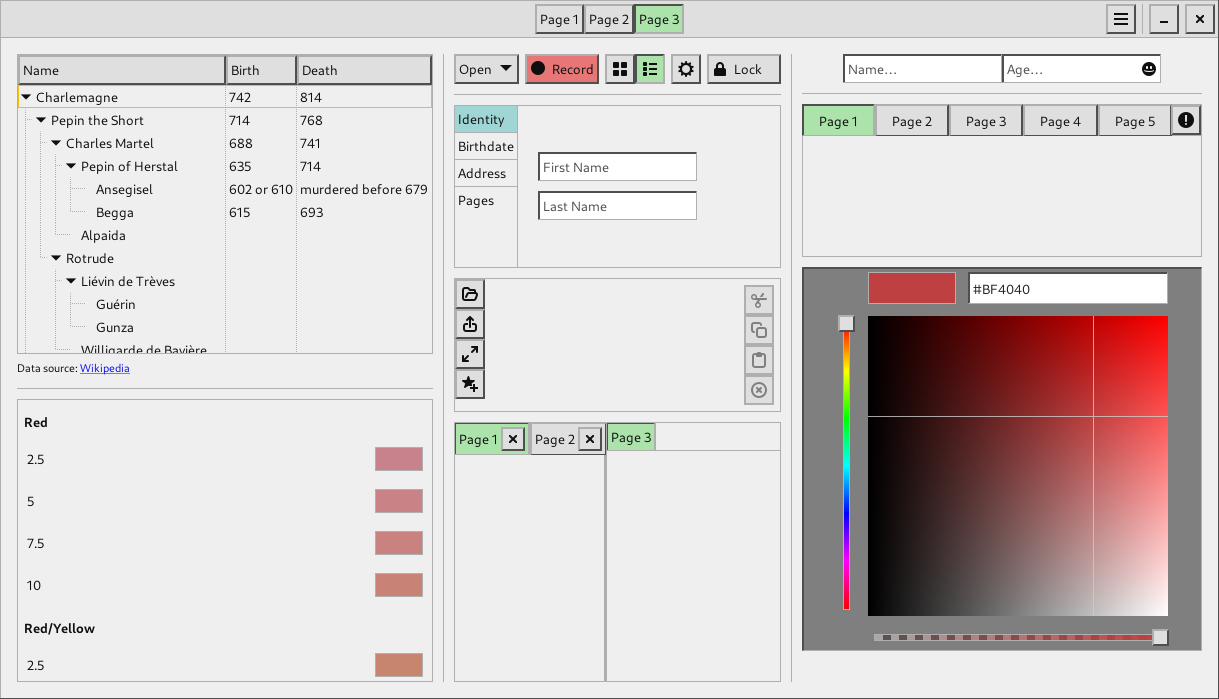 Page 1 Page 2 Page 3
Name Birth Death
Charlemagne 742 814
Pepin the Short 714 768
Charles Martel 688 741
Pepin of Herstal 635 714
Ansegisel 602 or 610 murdered before 679
Begga 615 693
Alpaida
Rotrude
Liévin de Trèves
Guérin
Gunza
Willigarde de Bavière
Data source: Wikipedia
Red
2.5
5
7.5
10
Red/Yellow
2.5
Open Record Lock
Identity
Birthdate
Address
Pages
First Name
Last Name
Page 1 Page 2 Page 3
Name... Age...
Page 1 Page 2 Page 3 Page 4 Page 5
#BF4040